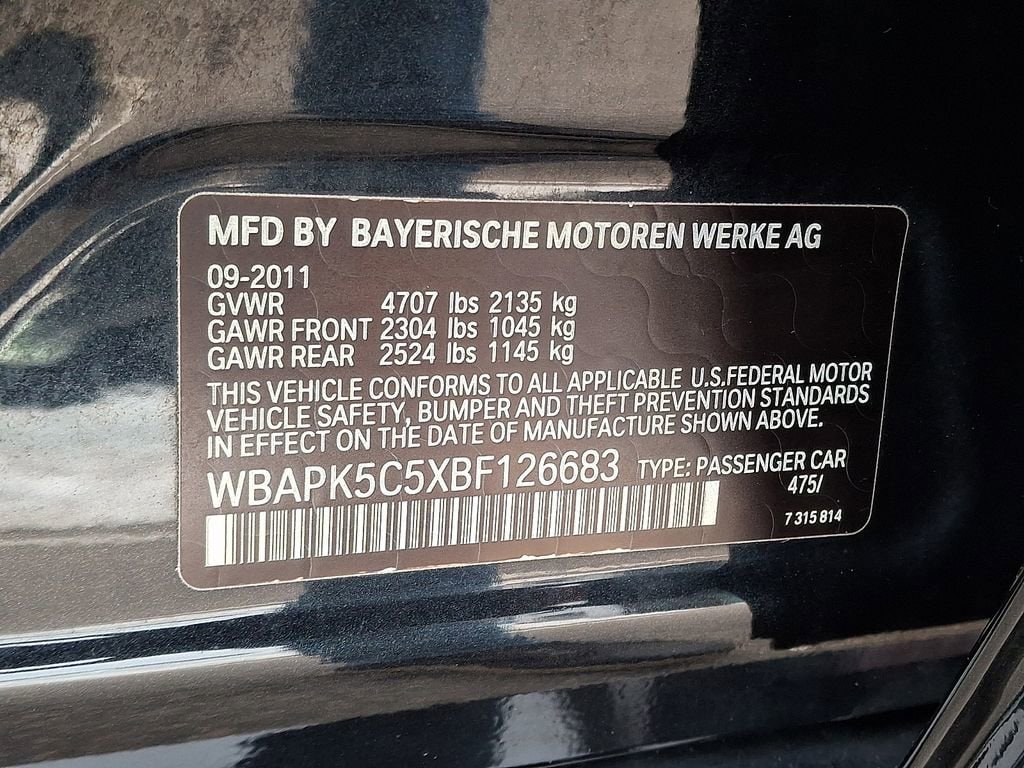 MFD BY BAYERISCHE MOTOREN WERKE AG
09-2011
GVWR 4707 lbs 2135 kg
GAWR FRONT 2304 lbs 1045 kg
GAWR REAR 2524 lbs 1145 kg
THIS VEHICLE CONFORMS TO ALL APPLICABLE U.S.FEDERAL MOTOR
VEHICLE SAFETY, BUMPER AND THEFT PREVENTION STANDARDS
IN EFFECT ON THE DATE OF MANUFACTURE SHOWN ABOVE.
WBAPK5C5XBF126683 TYPE: PASSENGER CAR
475/
7 315 814